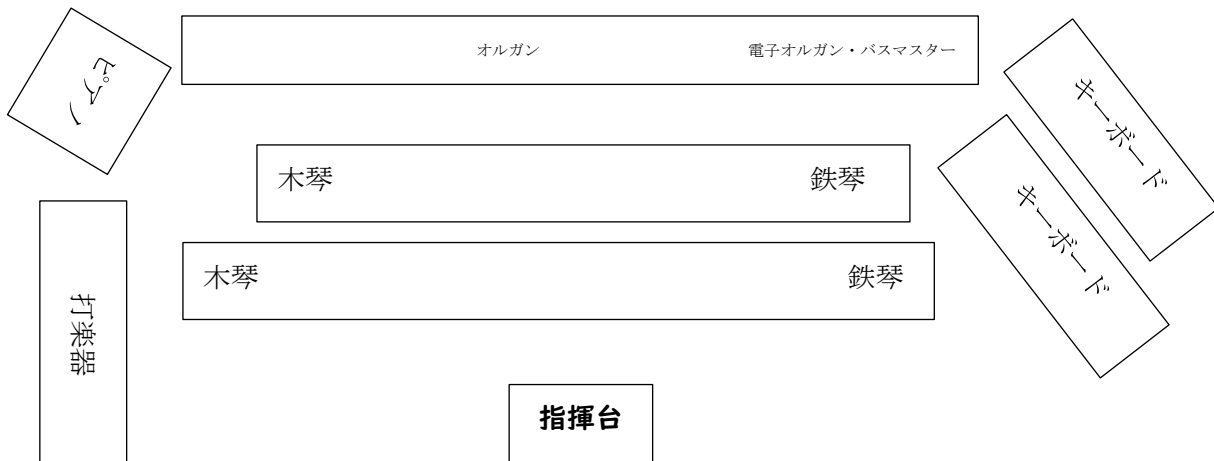 ピアノ
オルガン
電子オルガン・バスマスター
キーボード
キーボード
木琴
鉄琴
木琴
鉄琴
打楽器
指揮台